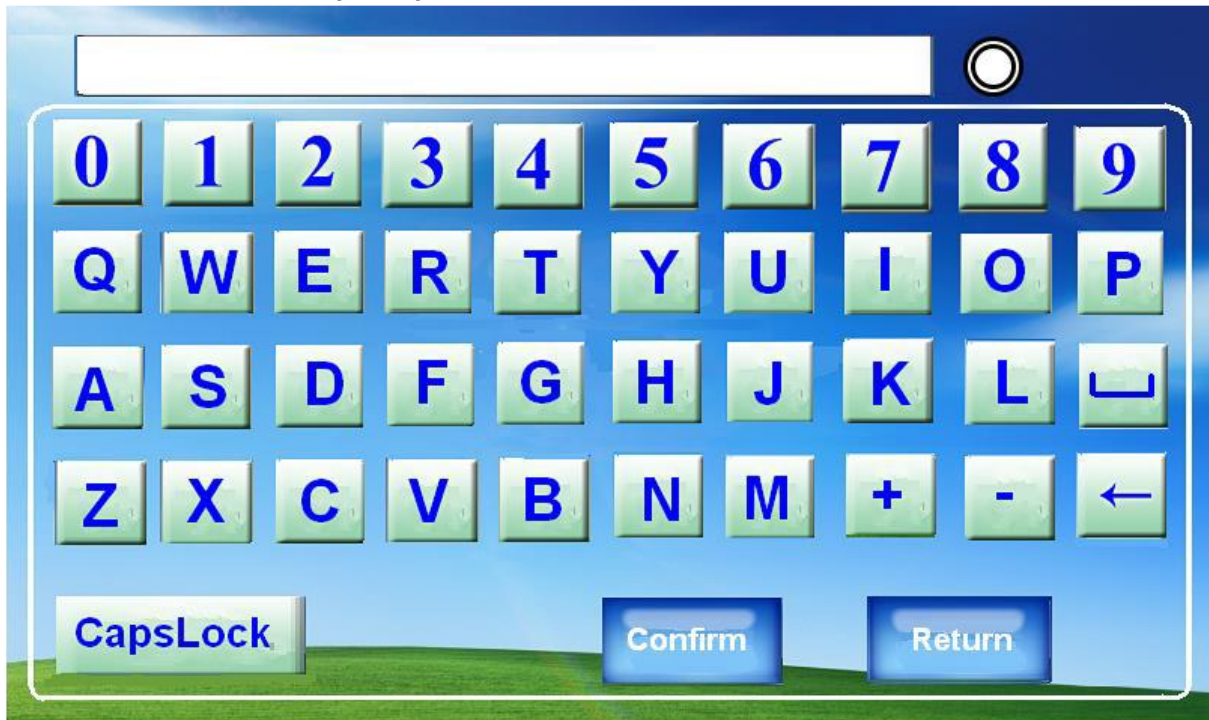 0 1 2 3 4 5 6 7 8 9
Q W E R T Y U I O P
A S D F G H J K L
Z X C V B N M + - ←
CapsLock Confirm Return